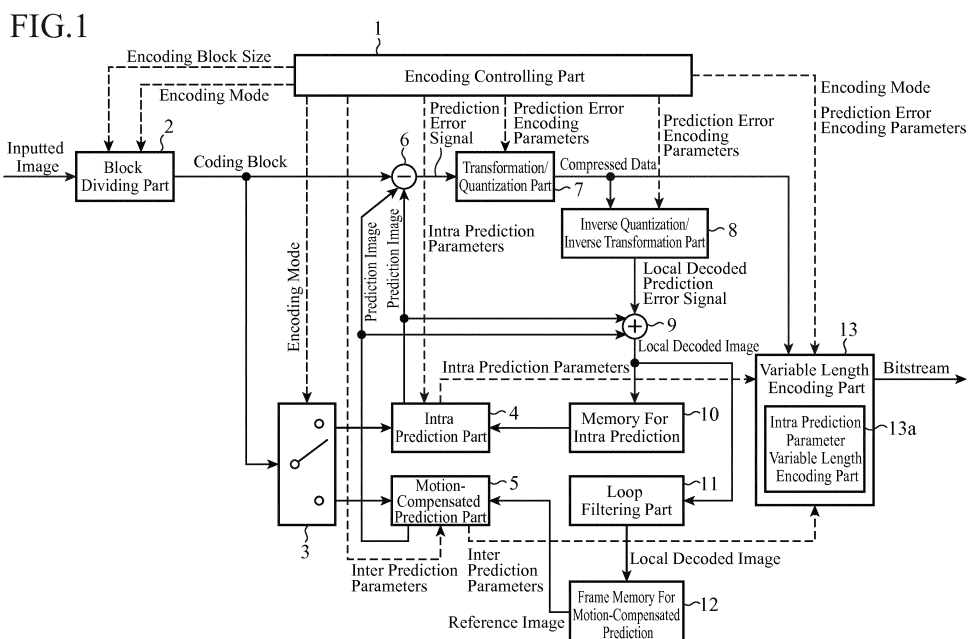 FIG.1
1
Encoding Block Size
Encoding Controlling Part
Encoding Mode
Encoding Mode
Prediction Error
Encoding Parameters
Prediction
Error
Signal
Prediction Error
Encoding
Parameters
Prediction Error
Encoding
Parameters
2
6
Inputted
Image
Block
Dividing Part
Coding Block
Transformation/
Quantization Part
7
Compressed Data
Inverse Quantization/
Inverse Transformation Part
8
Prediction Image
Prediction Image
Intra Prediction
Parameters
Local Decoded
Prediction
Error Signal
Encoding Mode
9
Local Decoded Image
13
Intra Prediction Parameters
Variable Length
Encoding Part
Bitstream
Intra
Prediction Part
4
Memory For
Intra Prediction
10
Intra Prediction
Parameter
Variable Length
Encoding Part
13a
Motion-
Compensated
Prediction Part
5
Loop
Filtering Part
11
3
Inter Prediction
Parameters
Inter
Prediction
Parameters
Local Decoded Image
Reference Image
Frame Memory For
Motion-Compensated
Prediction
12